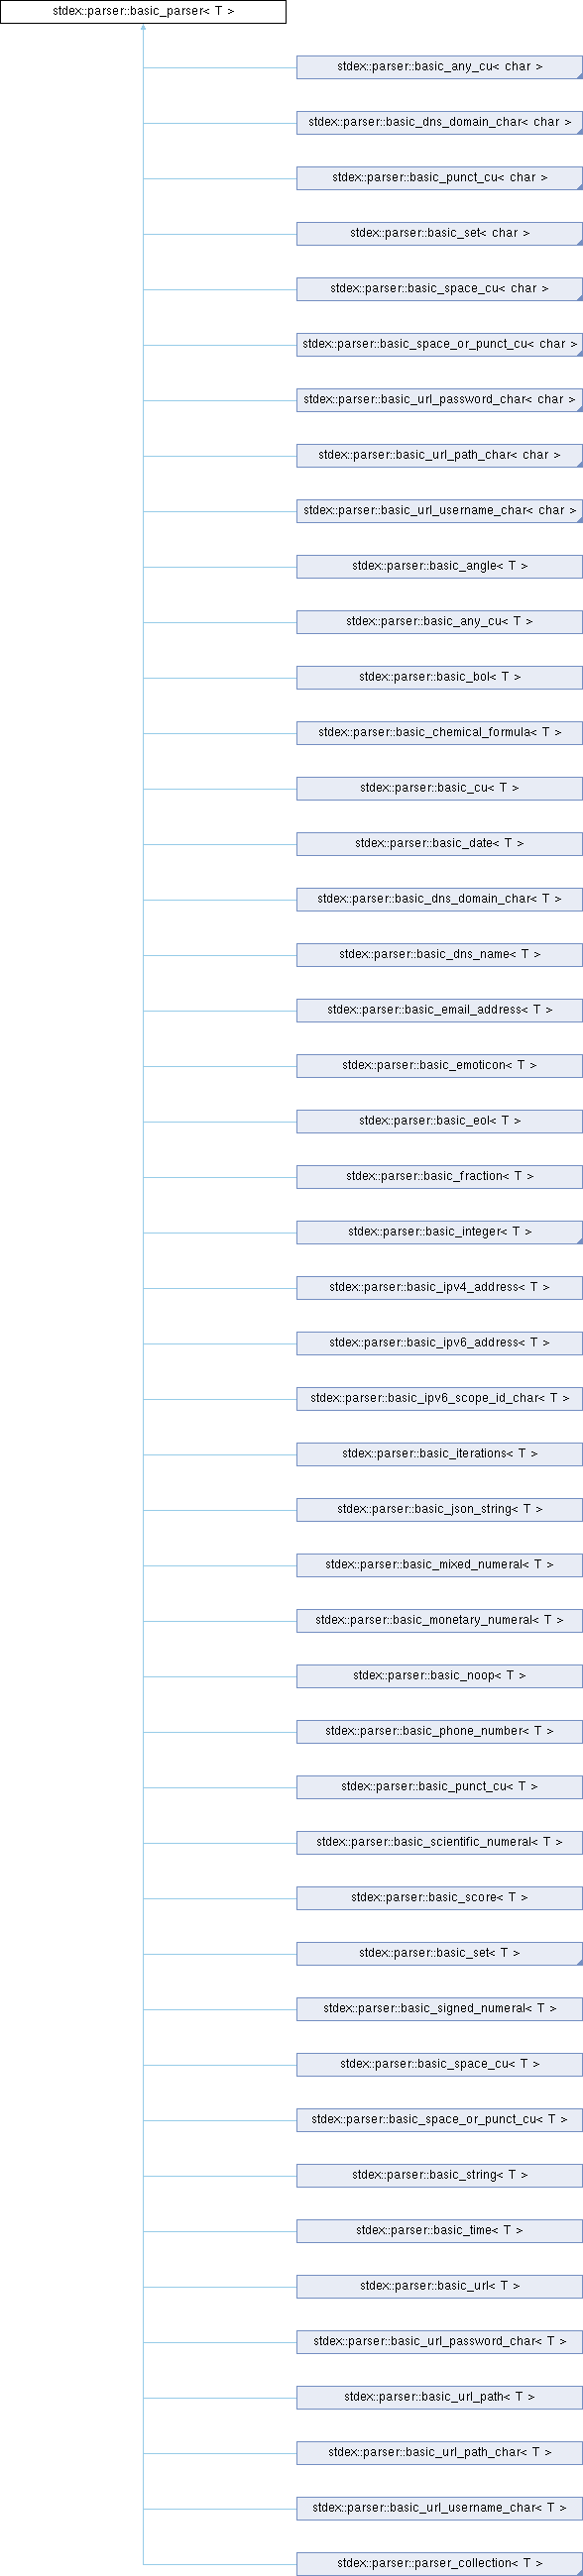 stdex::parser::basic_parser< T >
stdex::parser::basic_any_cu< char >
stdex::parser::basic_dns_domain_char< char >
stdex::parser::basic_punct_cu< char >
stdex::parser::basic_set< char >
stdex::parser::basic_space_cu< char >
stdex::parser::basic_space_or_punct_cu< char >
stdex::parser::basic_url_password_char< char >
stdex::parser::basic_url_path_char< char >
stdex::parser::basic_url_username_char< char >
stdex::parser::basic_angle< T >
stdex::parser::basic_any_cu< T >
stdex::parser::basic_bol< T >
stdex::parser::basic_chemical_formula< T >
stdex::parser::basic_cu< T >
stdex::parser::basic_date< T >
stdex::parser::basic_dns_domain_char< T >
stdex::parser::basic_dns_name< T >
stdex::parser::basic_email_address< T >
stdex::parser::basic_emoticon< T >
stdex::parser::basic_eol< T >
stdex::parser::basic_fraction< T >
stdex::parser::basic_integer< T >
stdex::parser::basic_ipv4_address< T >
stdex::parser::basic_ipv6_address< T >
stdex::parser::basic_ipv6_scope_id_char< T >
stdex::parser::basic_iterations< T >
stdex::parser::basic_json_string< T >
stdex::parser::basic_mixed_numeral< T >
stdex::parser::basic_monetary_numeral< T >
stdex::parser::basic_noop< T >
stdex::parser::basic_phone_number< T >
stdex::parser::basic_punct_cu< T >
stdex::parser::basic_scientific_numeral< T >
stdex::parser::basic_score< T >
stdex::parser::basic_set< T >
stdex::parser::basic_signed_numeral< T >
stdex::parser::basic_space_cu< T >
stdex::parser::basic_space_or_punct_cu< T >
stdex::parser::basic_string< T >
stdex::parser::basic_time< T >
stdex::parser::basic_url< T >
stdex::parser::basic_url_password_char< T >
stdex::parser::basic_url_path< T >
stdex::parser::basic_url_path_char< T >
stdex::parser::basic_url_username_char< T >
stdex::parser::parser_collection< T >